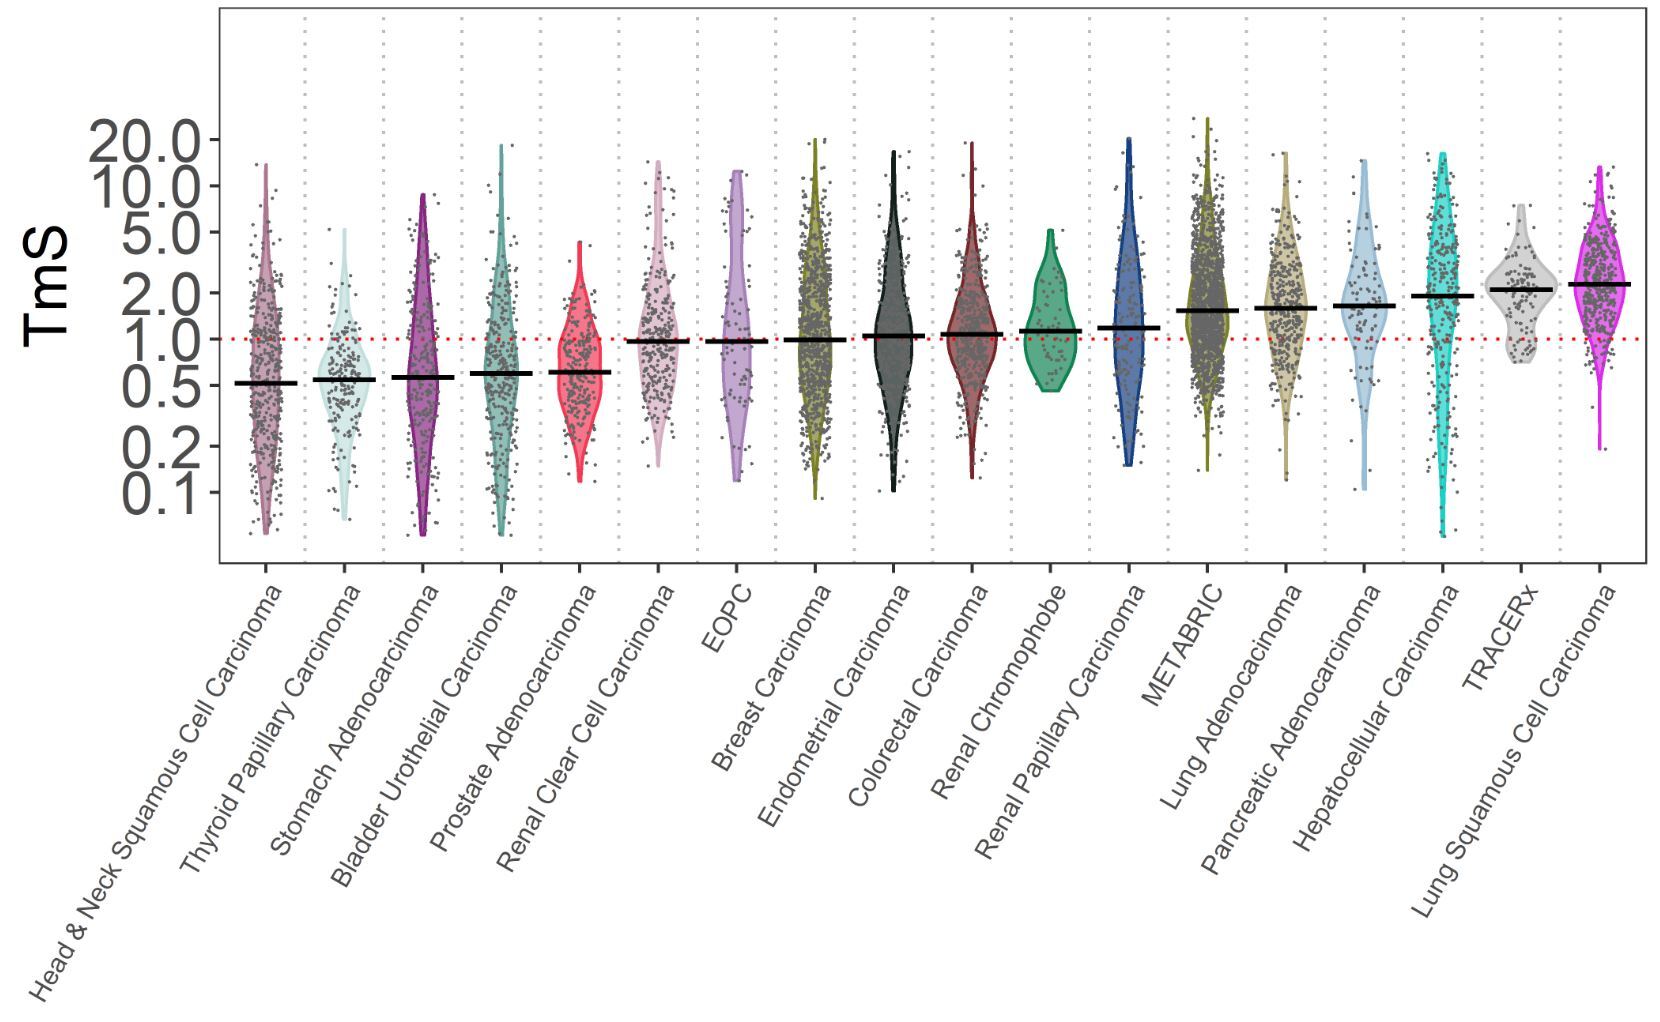 TmS
20.0
10.0
5.0
2.0
1.0
0.5
0.2
0.1
Head & Neck Squamous Cell Carcinoma
Thyroid Papillary Carcinoma
Stomach Adenocarcinoma
Bladder Urothelial Carcinoma
Prostate Adenocarcinoma
Renal Clear Cell Carcinoma
EOPC
Breast Carcinoma
Endometrial Carcinoma
Colorectal Carcinoma
Renal Chromophobe
Renal Papillary Carcinoma
METABRIC
Lung Adenocacinoma
Pancreatic Adenocarcinoma
Hepatocellular Carcinoma
TRACERx
Lung Squamous Cell Carcinoma